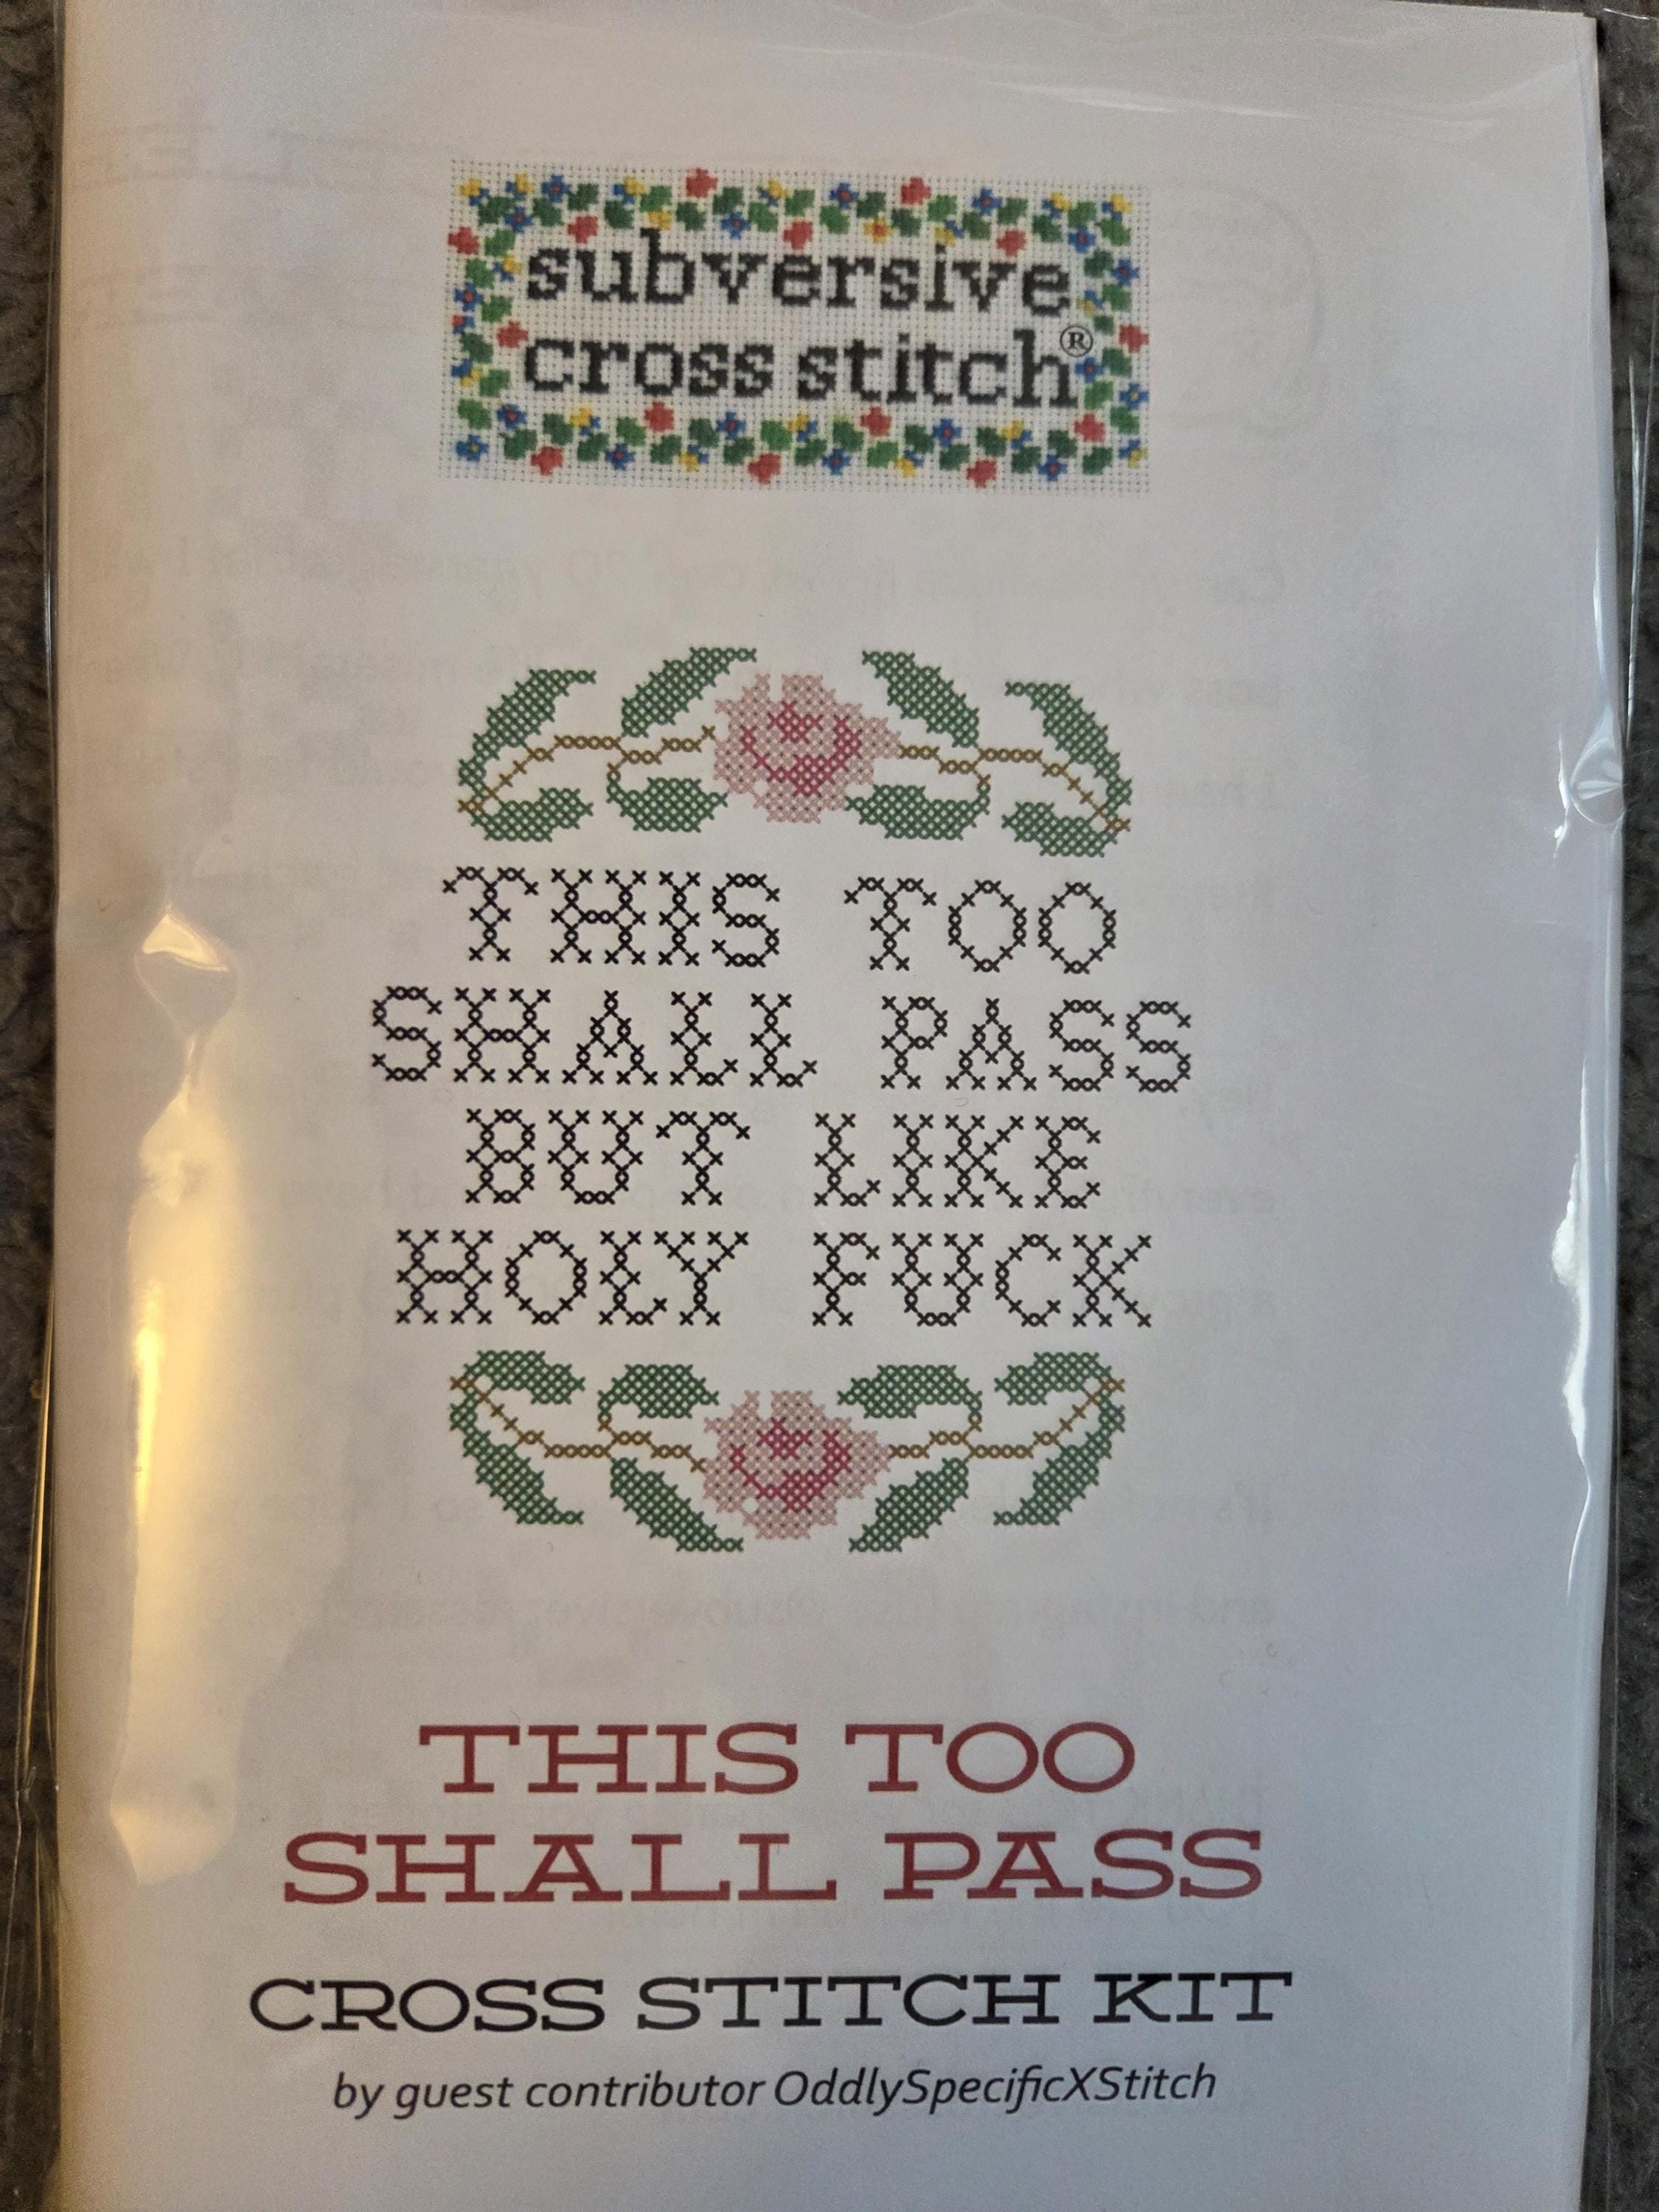 subversive
cross stitch®
THIS TOO
SHALL PASS
BUT LIKE
HOLY FUCK
THIS TOO
SHALL PASS
CROSS STITCH KIT
by guest contributor OddlySpecificXStitch